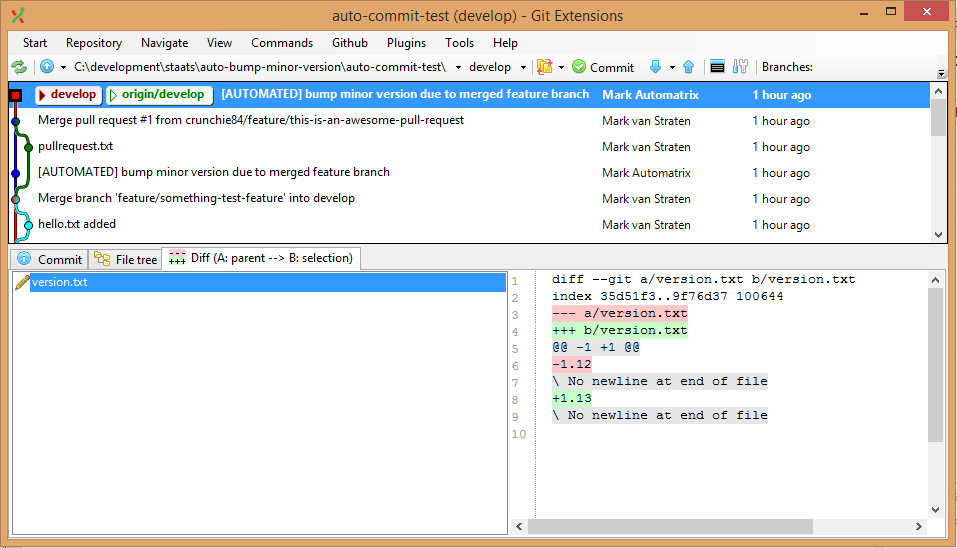 auto-commit-test (develop) - Git Extensions
Start Repository Navigate View Commands Github Plugins Tools Help
C:\development\staats\auto-bump-minor-version\auto-commit-test\ develop Commit Branches:
develop origin/develop [AUTOMATED] bump minor version due to merged feature branch Mark Automatrix 1 hour ago
Merge pull request #1 from crunchie84/feature/this-is-an-awesome-pull-request Mark van Straten 1 hour ago
pullrequest.txt Mark van Straten 1 hour ago
[AUTOMATED] bump minor version due to merged feature branch Mark Automatrix 1 hour ago
Merge branch 'feature/something-test-feature' into develop Mark van Straten 1 hour ago
hello.txt added Mark van Straten 1 hour ago
Commit File tree Diff (A: parent --> B: selection)
version.txt
1 diff --git a/version.txt b/version.txt
2 index 35d51f3..9f76d37 100644
3 --- a/version.txt
4 +++ b/version.txt
5 @@ -1 +1 @@
6 -1.12
7 \ No newline at end of file
8 +1.13
9 \ No newline at end of file
10